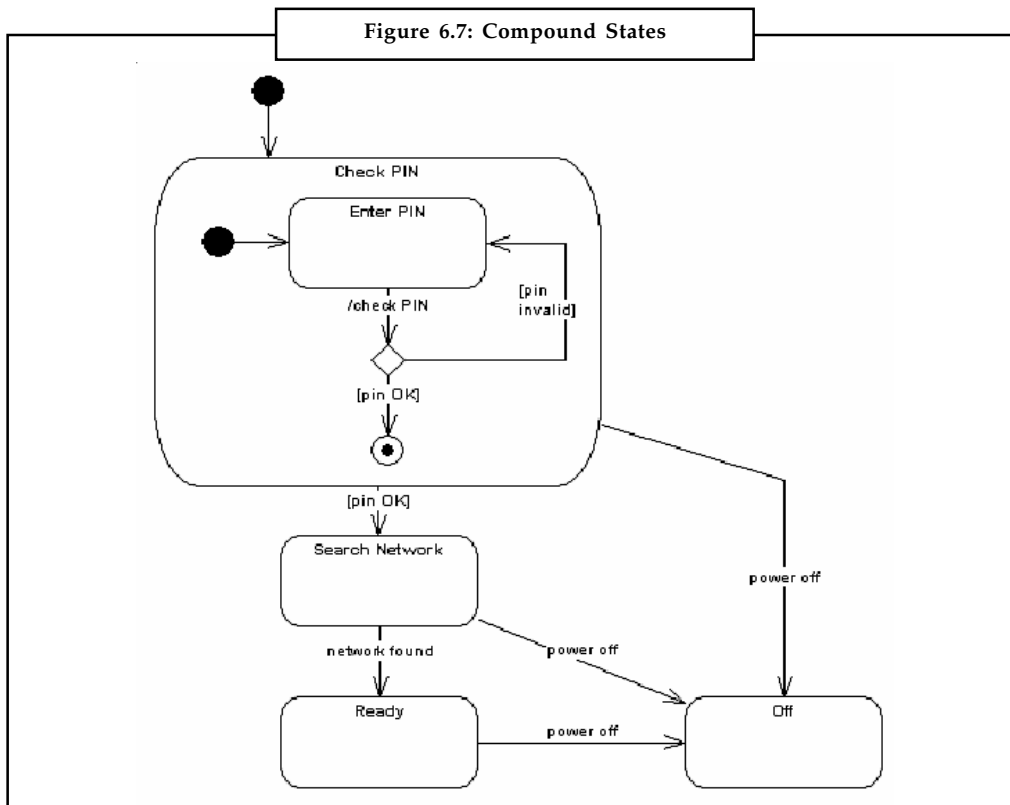 Figure 6.7: Compound States
Check PIN
Enter PIN
/check PIN
[pin
invalid]
[pin OK]
[pin OK]
Search Network
power off
network found
power off
Ready
Off
power off